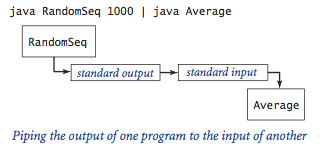 java RandomSeq 1000 | java Average
RandomSeq
standard output
standard input
Average
Piping the output of one program to the input of another